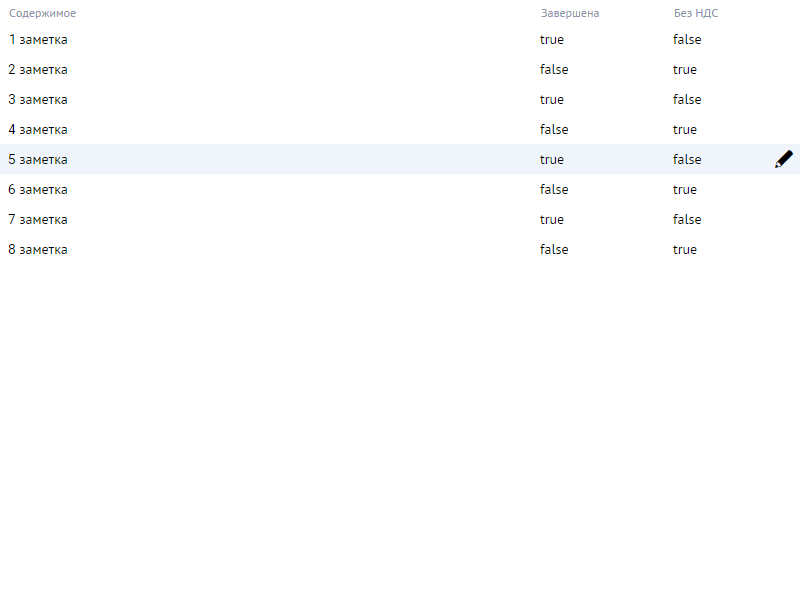 Содержимое Завершена Без НДС
1 заметка true false
2 заметка false true
3 заметка true false
4 заметка false true
5 заметка true false
6 заметка false true
7 заметка true false
8 заметка false true